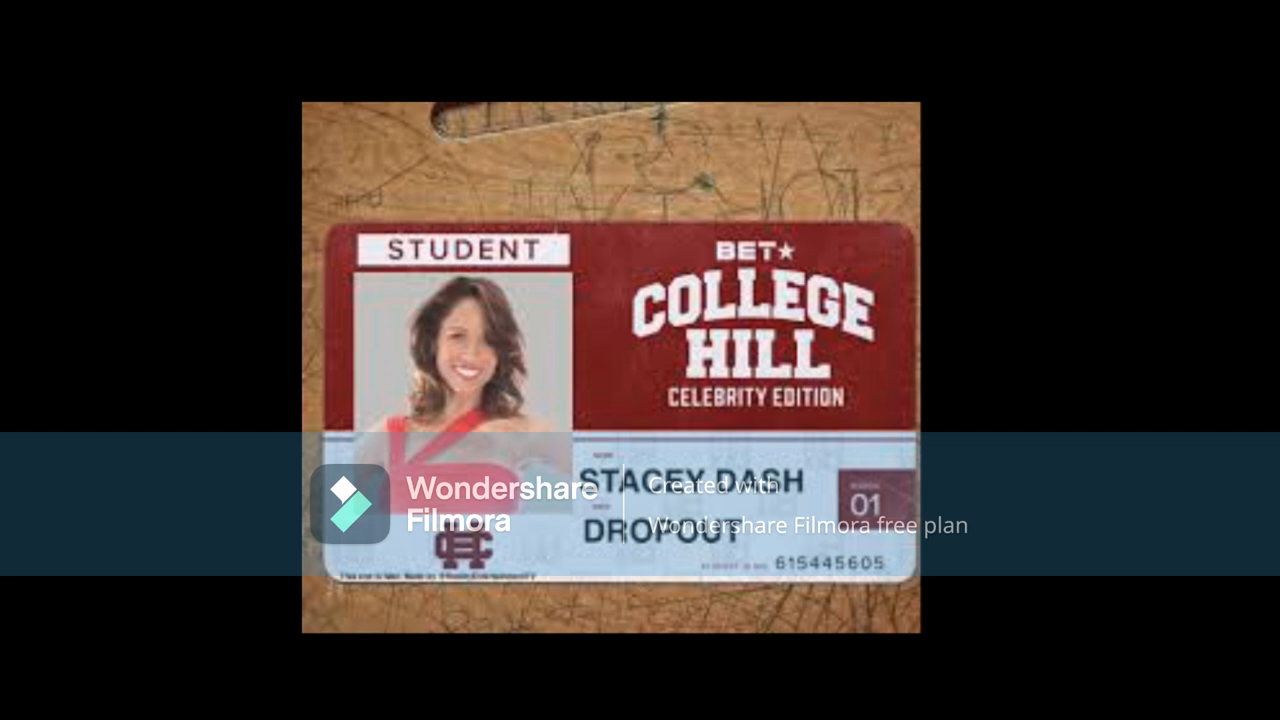 STUDENT
BET★
COLLEGE
HILL
CELEBRITY EDITION
STACEY DASH
DROPOUT
01
615445605
Wondershare
Filmora
Created with
Wondershare Filmora free plan